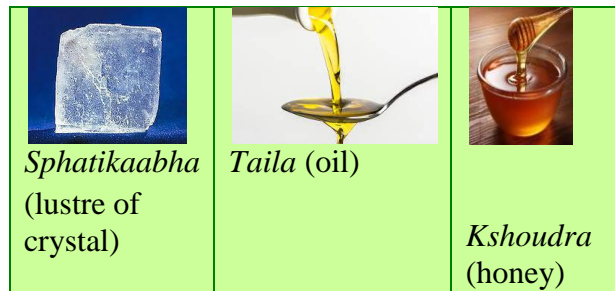 Sphatikaabha
(lustre of
crystal)
Taila (oil)
Kshoudra
(honey)